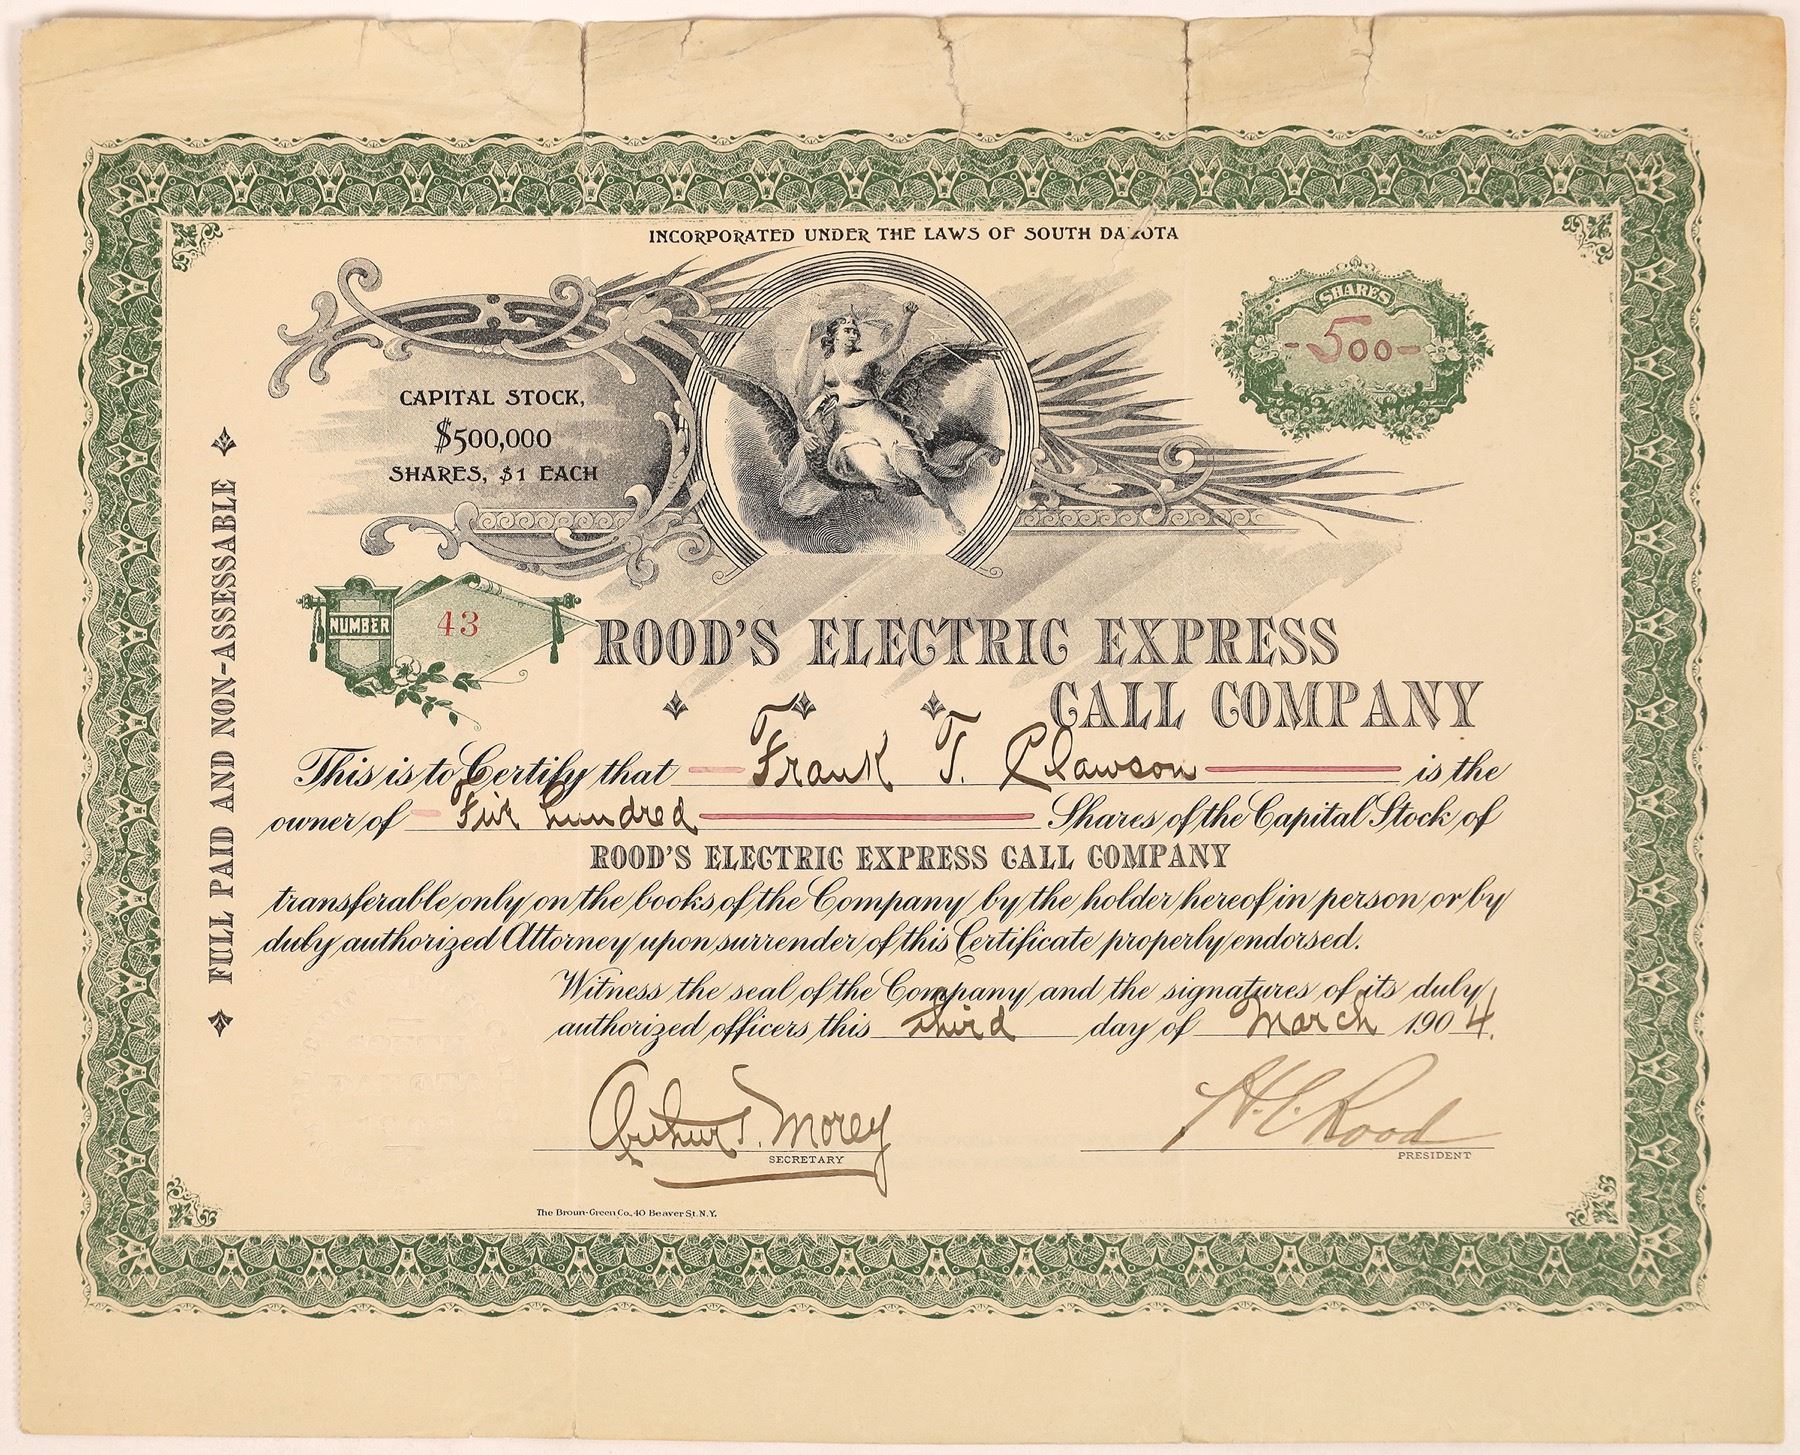 INCORPORATED UNDER THE LAWS OF SOUTH DAKOTA
SHARES
-500-
CAPITAL STOCK,
$500,000
SHARES, $1 EACH
FULL PAID AND NON-ASSESSABLE
NUMBER 43
ROOD'S ELECTRIC EXPRESS
CALL COMPANY
This is to Certify that Frank T. Clawson is the
owner of Five hundred Shares of the Capital Stock of
ROOD'S ELECTRIC EXPRESS CALL COMPANY
transferable only on the books of the Company by the holder hereof in person or by
duly authorized Attorney upon surrender of this Certificate properly endorsed.
Witness the seal of the Company and the signatures of its duly
authorized officers this third day of March 1904.
Arthur S. Morey
SECRETARY
H. C. Rood
PRESIDENT
The Broun-Green Co., 40 Beaver St. N.Y.